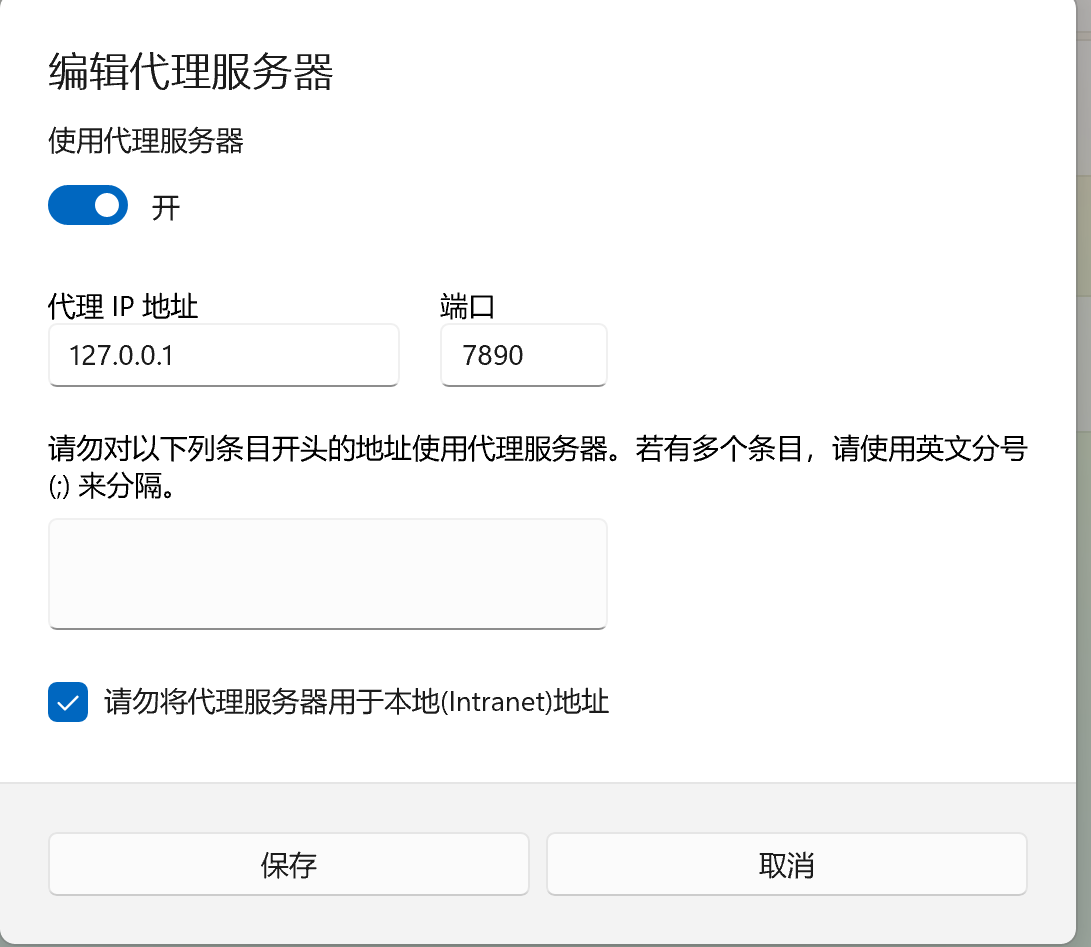 编辑代理服务器
使用代理服务器
开
代理 IP 地址
端口
127.0.0.1
7890
请勿对以下列条目开头的地址使用代理服务器。若有多个条目，请使用英文分号
(;) 来分隔。
请勿将代理服务器用于本地(Intranet)地址
保存
取消